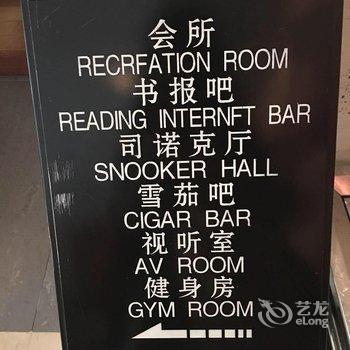 会所
RECRFATION ROOM
书报吧
READING INTERNFT BAR
司诺克厅
SNOOKER HALL
雪茄吧
CIGAR BAR
视听室
AV ROOM
健身房
GYM ROOM
艺龙
eLong